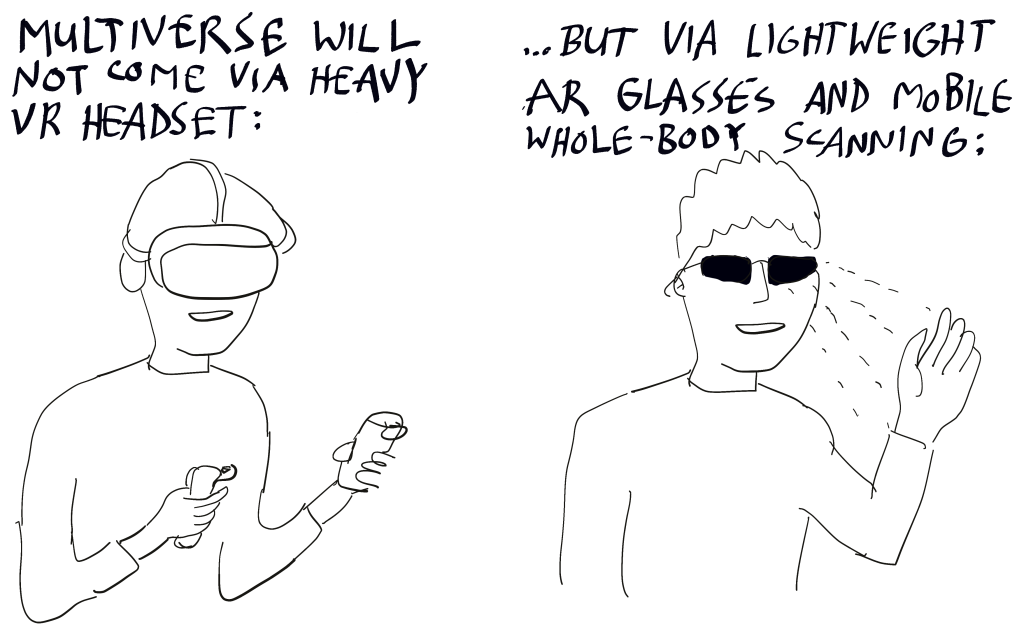 MULTIVERSE WILL
NOT COME VIA HEAVY
VR HEADSET:
...BUT VIA LIGHTWEIGHT
AR GLASSES AND MOBILE
WHOLE-BODY SCANNING: